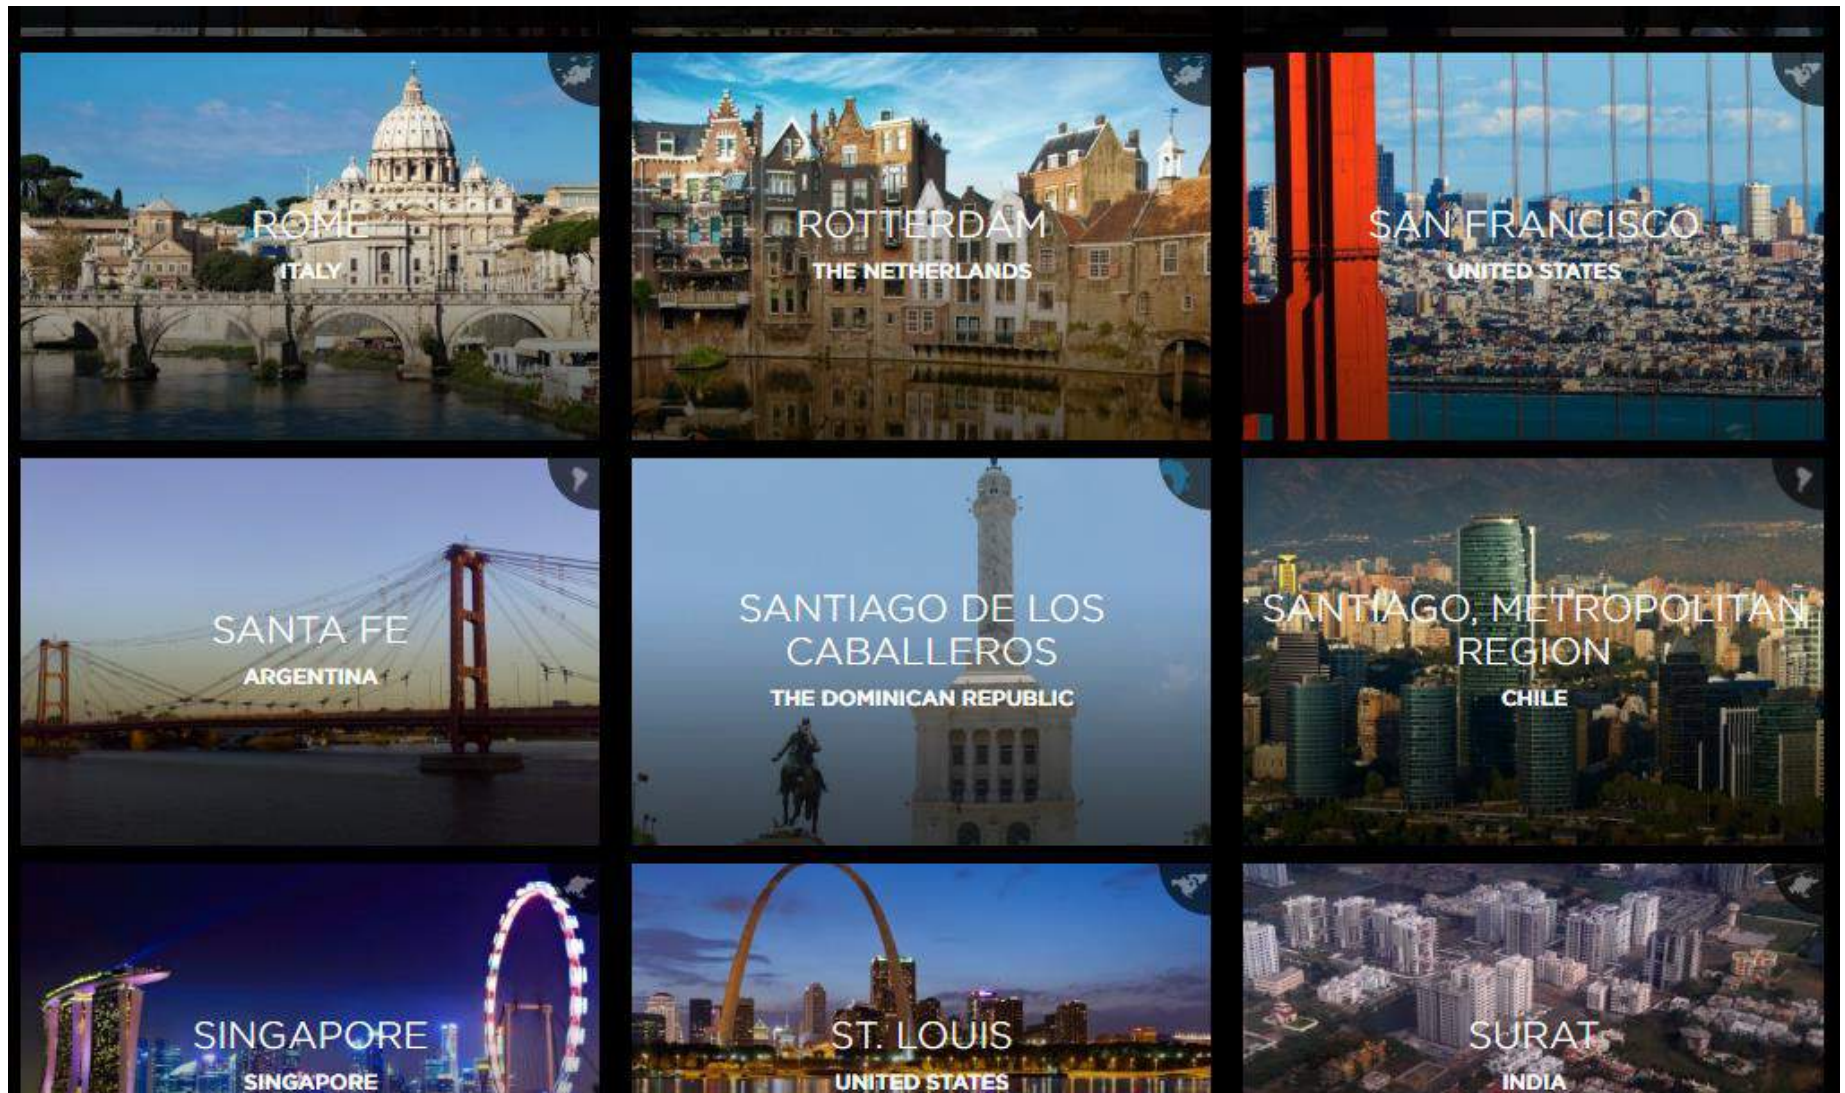 ROME
ITALY
ROTTERDAM
THE NETHERLANDS
SAN FRANCISCO
UNITED STATES
SANTA FE
ARGENTINA
SANTIAGO DE LOS
CABALLEROS
THE DOMINICAN REPUBLIC
SANTIAGO, METROPOLITAN
REGION
CHILE
SINGAPORE
SINGAPORE
ST. LOUIS
UNITED STATES
SURAT
INDIA